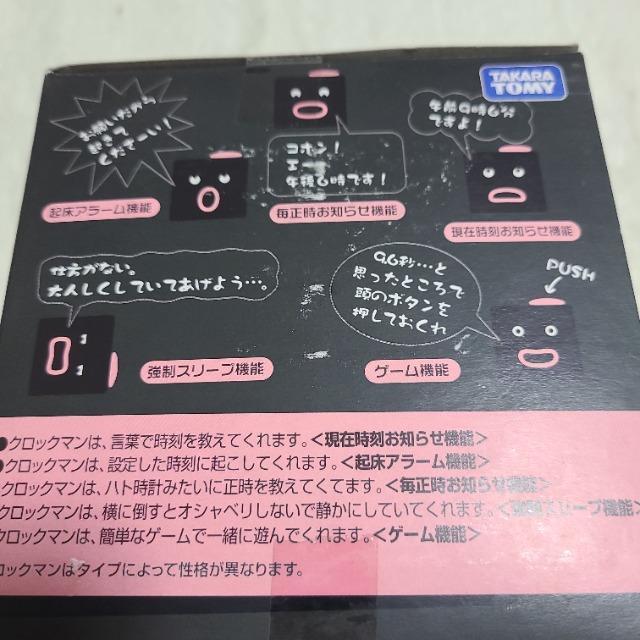 TAKARA
TOMY
お願いだから
起きて
くださーい！
起床アラーム機能
コホン！
エー
午後6時です！
毎正時お知らせ機能
ですよ！
現在時刻お知らせ機能
仕方がない。
大人しくしていてあげよう…。
強制スリープ機能
9.6秒…と
思ったところで
頭のボタンを
押しておくれ
PUSH
ゲーム機能
●クロックマンは、言葉で時刻を教えてくれます。<現在時刻お知らせ機能>
●クロックマンは、設定した時刻に起こしてくれます。<起床アラーム機能>
クロックマンは、ハト時計みたいに正時を教えてくてます。<毎正時お知らせ機能>
クロックマンは、横に倒すとオシャベリしないで静かにしていてくれます。<強制スリープ機能>
クロックマンは、簡単なゲームで一緒に遊んでくれます。<ゲーム機能>
ロックマンはタイプによって性格が異なります。